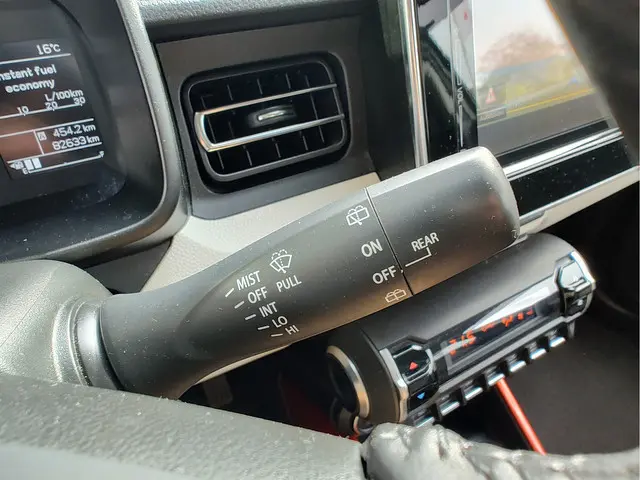 16°C
nstant fuel
economy
L/100km
10 20 30
A 454.2 km
82633 km
VOL
ON
OFF
REAR
MIST
OFF PULL
INT
LO
HI